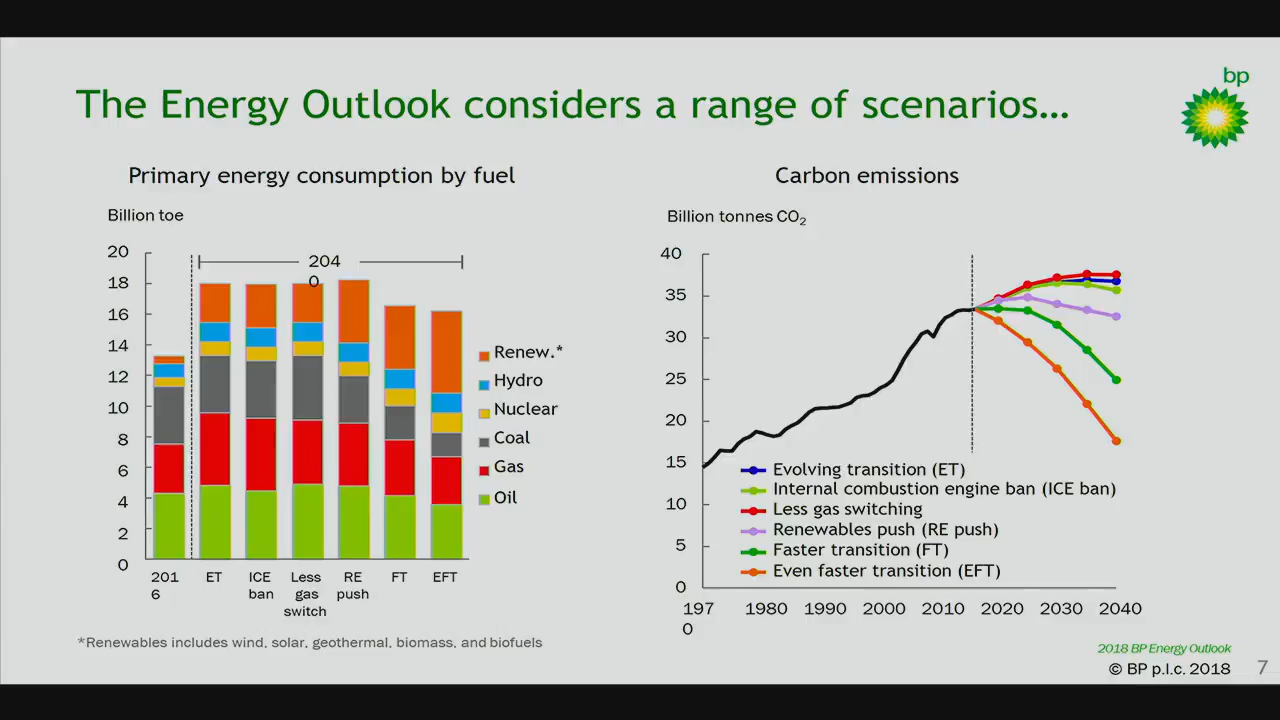 bp
The Energy Outlook considers a range of scenarios...
Primary energy consumption by fuel
Billion toe
20
18
16
14
12
10
8
6
4
2
0
204
0
Renew.*
Hydro
Nuclear
Coal
Gas
Oil
201
6
ET
ICE
ban
Less
gas
switch
RE
push
FT
EFT
*Renewables includes wind, solar, geothermal, biomass, and biofuels
Carbon emissions
Billion tonnes CO₂
40
35
30
25
20
15
10
5
0
Evolving transition (ET)
Internal combustion engine ban (ICE ban)
Less gas switching
Renewables push (RE push)
Faster transition (FT)
Even faster transition (EFT)
197
0
1980
1990
2000
2010
2020
2030
2040
2018 BP Energy Outlook
© BP p.l.c. 2018
7